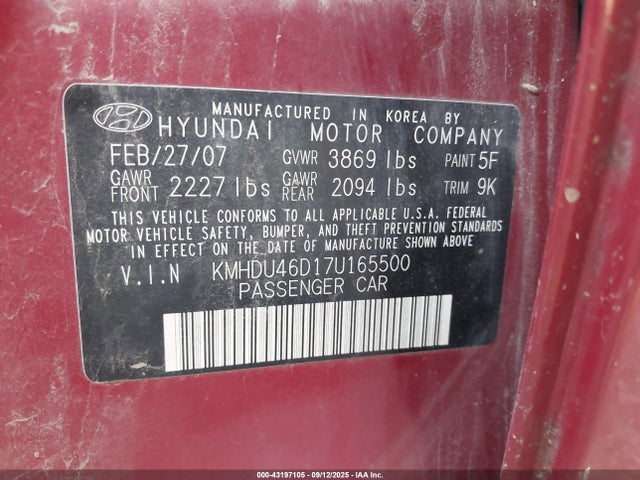 MANUFACTURED IN KOREA BY
HYUNDAI MOTOR COMPANY
FEB/27/07 GVWR 3869 lbs PAINT 5F
GAWR FRONT 2227 lbs GAWR REAR 2094 lbs TRIM 9K
THIS VEHICLE CONFORMS TO ALL APPLICABLE U.S.A. FEDERAL
MOTOR VEHICLE SAFETY, BUMPER, AND THEFT PREVENTION STANDARDS
IN EFFECT ON THE DATE OF MANUFACTURE SHOWN ABOVE
V.I.N KMHDU46D17U165500
PASSENGER CAR
000-43197105 - 09/12/2025 - IAA Inc.